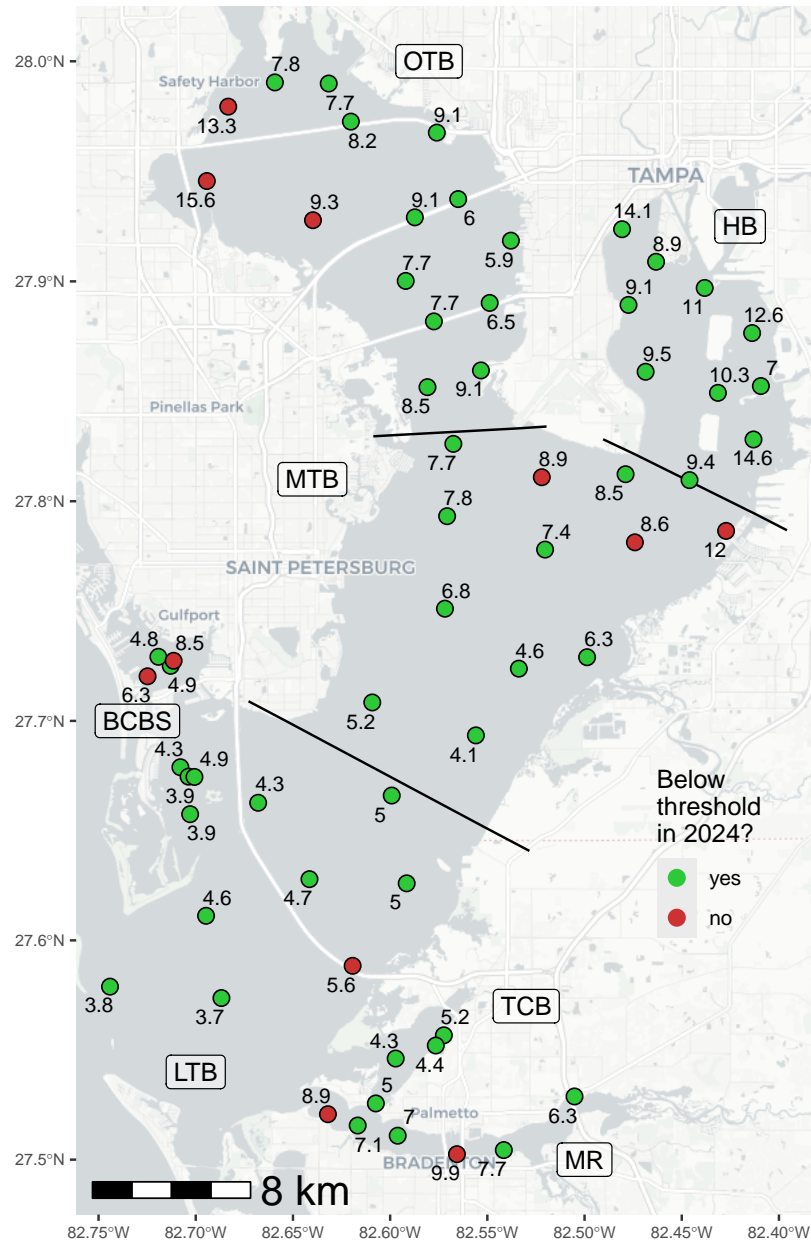 28.0°N
27.9°N
27.8°N
27.7°N
27.6°N
27.5°N
7.8
OTB
Safety Harbor
7.7
13.3
8.2
9.1
15.6
9.3
9.1
6
TAMPA
14.1
HB
5.9
8.9
7.7
9.1
11
7.7
6.5
12.6
9.5
10.3
7
8.5
9.1
Pinellas Park
14.6
7.7
8.9
9.4
MTB
8.5
7.8
7.4
8.6
12
SAINT PETERSBURG
6.8
Gulfport
4.8
8.5
4.9
6.3
4.6
6.3
BCBS
5.2
4.3
4.9
4.1
3.9
4.3
5
3.9
Below
threshold
in 2024?
yes
no
4.7
5
4.6
5.6
3.8
3.7
TCB
5.2
4.3
4.4
LTB
5
8.9
7
Palmetto
6.3
7.1
BRADENTON
9.9
7.7
MR
8 km
82.75°W
82.70°W
82.65°W
82.60°W
82.55°W
82.50°W
82.45°W
82.40°W